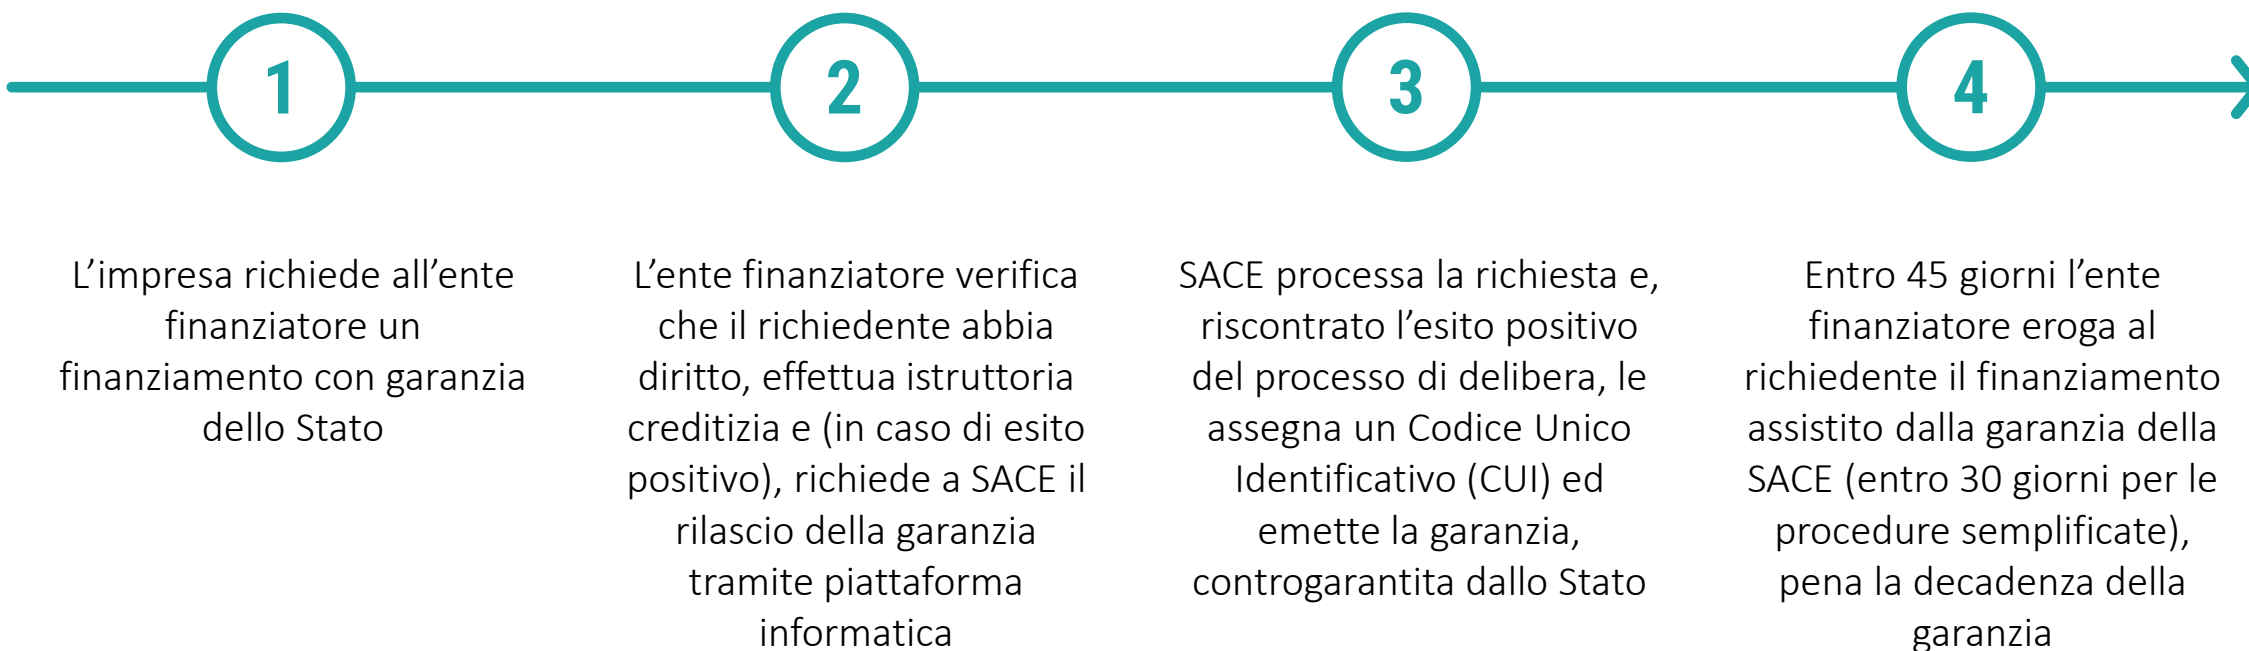 1
2
3
4
L'impresa richiede all'ente
finanziatore un
finanziamento con garanzia
dello Stato
L'ente finanziatore verifica
che il richiedente abbia
diritto, effettua istruttoria
creditizia e (in caso di esito
positivo), richiede a SACE il
rilascio della garanzia
tramite piattaforma
informatica
SACE processa la richiesta e,
riscontrato l'esito positivo
del processo di delibera, le
assegna un Codice Unico
Identificativo (CUI) ed
emette la garanzia,
controgarantita dallo Stato
Entro 45 giorni l'ente
finanziatore eroga al
richiedente il finanziamento
assistito dalla garanzia della
SACE (entro 30 giorni per le
procedure semplificate),
pena la decadenza della
garanzia